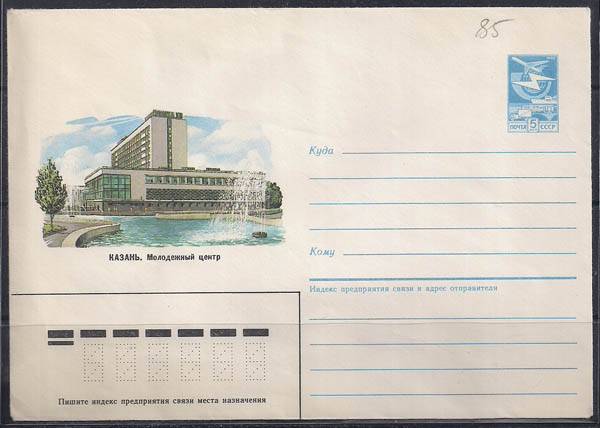 85
ПОЧТА 5 СССР
Куда
Кому
КАЗАНЬ. Молодежный центр
Индекс предприятия связи и адрес отправителя
Пишите индекс предприятия связи места назначения